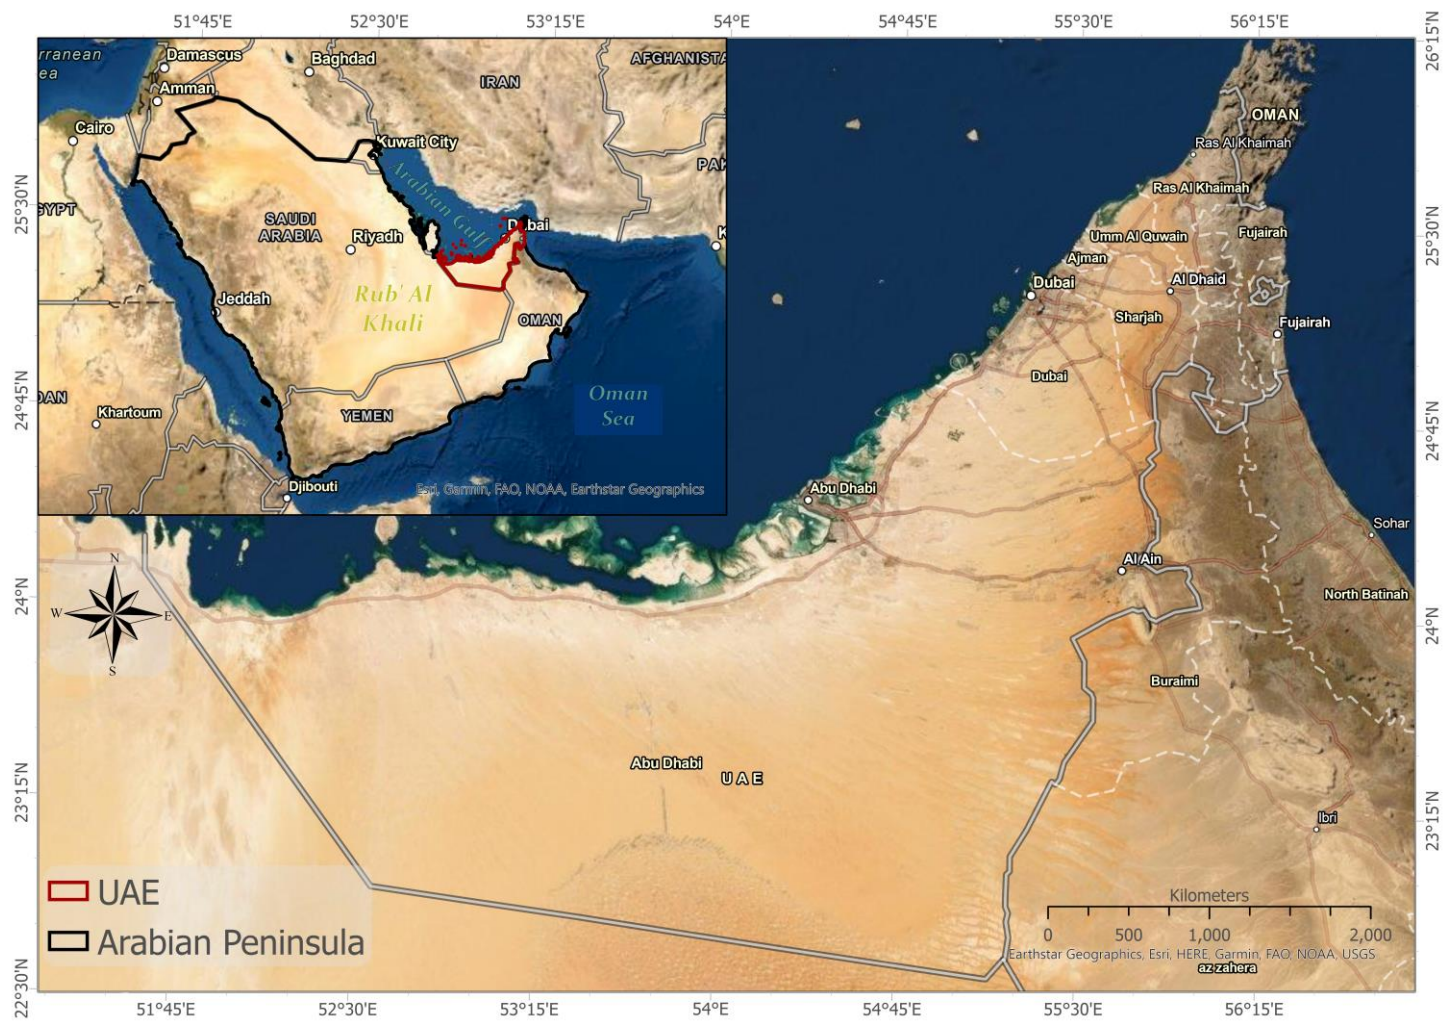 51°45'E 52°30'E 53°15'E 54°E 54°45'E 55°30'E 56°15'E
26°15'N
25°30'N
24°45'N
24°N
23°15'N
22°30'N
rranean
ea
Damascus
Amman
Baghdad
IRAN
AFGHANISTA
Cairo
Kuwait City
PAK
GYPT
Arabian Gulf
SAUDI
ARABIA
Riyadh
Dubai
K
Jeddah
Rub' Al
Khali
OMAN
DAN
Khartoum
YEMEN
Oman
Sea
Djibouti
Esri, Garmin, FAO, NOAA, Earthstar Geographics
OMAN
Ras Al Khaimah
Ras Al Khaimah
Umm Al Quwain
Fujairah
Ajman
Dubai
Al Dhaid
Sharjah
Fujairah
Dubai
Abu Dhabi
Sohar
Al Ain
North Batinah
Buraimi
Abu Dhabi
UAE
Ibri
N
W E
S
UAE
Arabian Peninsula
Kilometers
0 500 1,000 2,000
Earthstar Geographics, Esri, HERE, Garmin, FAO, NOAA, USGS
az zahera
25°30'N
24°45'N
24°N
23°15'N
51°45'E 52°30'E 53°15'E 54°E 54°45'E 55°30'E 56°15'E